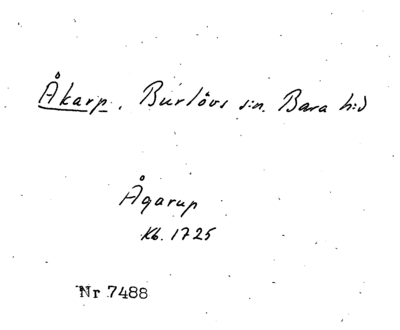 Åkarp. Burlövs s:n. Bara h:d
Ågarup
Kb. 1725
Nr 7488